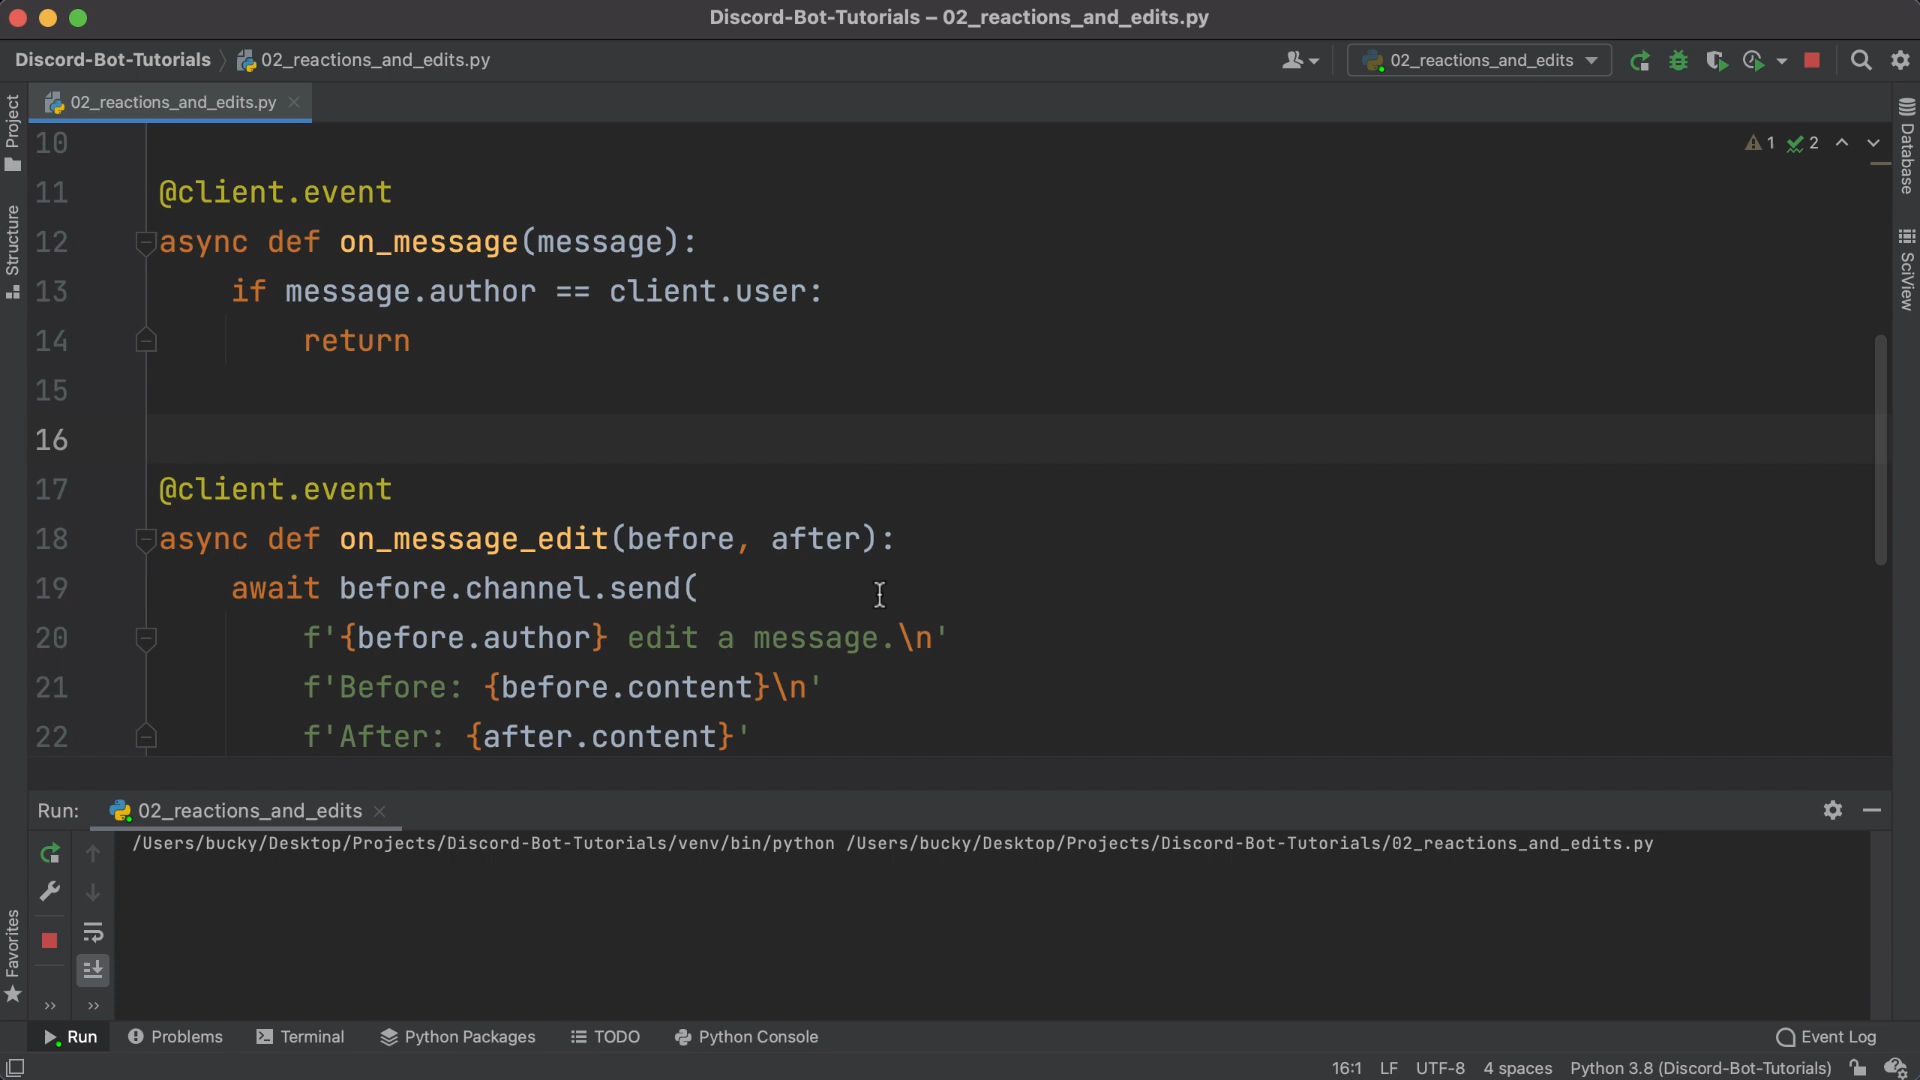 Discord-Bot-Tutorials – 02_reactions_and_edits.py
Discord-Bot-Tutorials 02_reactions_and_edits.py
02_reactions_and_edits
02_reactions_and_edits.py
Project
Structure
Favorites
Database
SciView
1 2
10
11 @client.event
12 async def on_message(message):
13 if message.author == client.user:
14 return
15
16
17 @client.event
18 async def on_message_edit(before, after):
19 await before.channel.send(
20 f'{before.author} edit a message.\n'
21 f'Before: {before.content}\n'
22 f'After: {after.content}'
Run: 02_reactions_and_edits
/Users/bucky/Desktop/Projects/Discord-Bot-Tutorials/venv/bin/python /Users/bucky/Desktop/Projects/Discord-Bot-Tutorials/02_reactions_and_edits.py
Run Problems Terminal Python Packages TODO Python Console Event Log
16:1 LF UTF-8 4 spaces Python 3.8 (Discord-Bot-Tutorials)